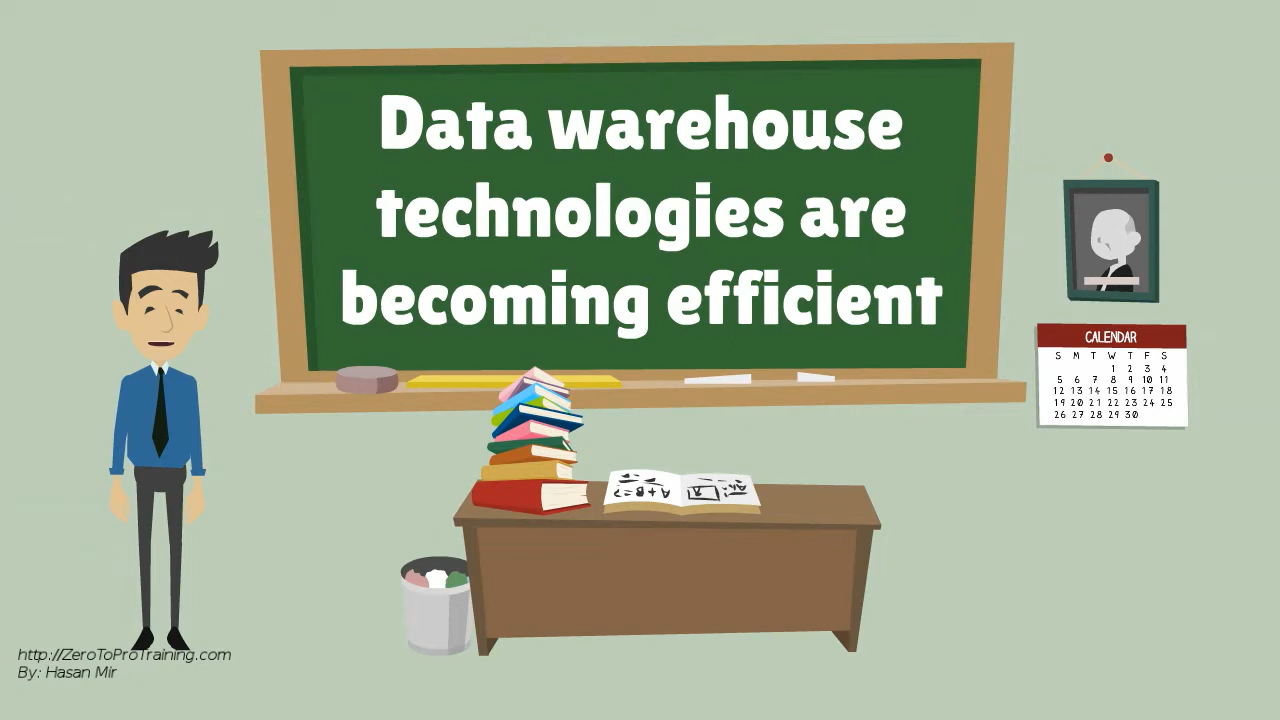 Data warehouse
technologies are
becoming efficient
CALENDAR
S M T W T F S
1 2 3 4
5 6 7 8 9 10 11
12 13 14 15 16 17 18
19 20 21 22 23 24 25
26 27 28 29 30
A+B=
http://ZeroToProTraining.com
By: Hasan Mir